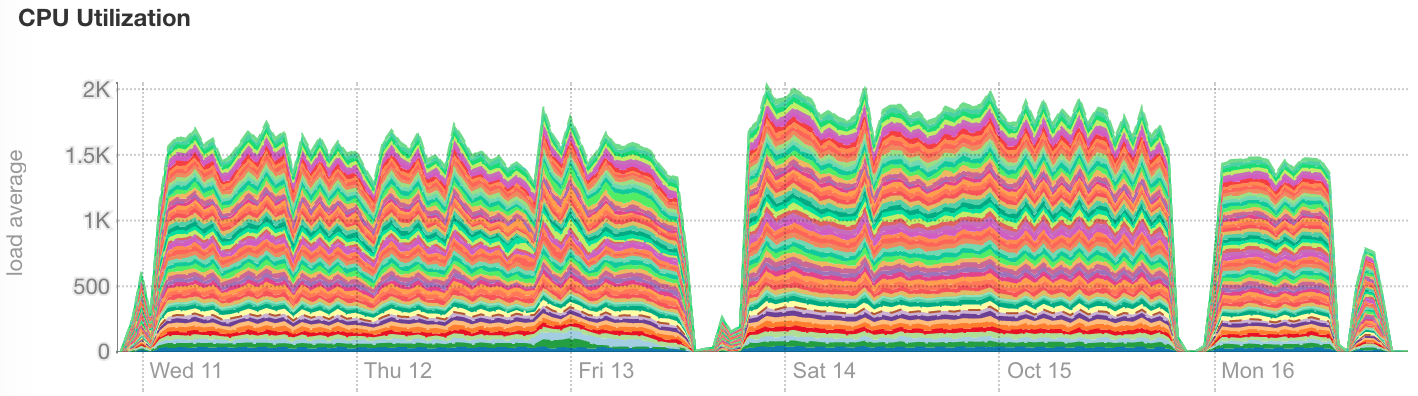 CPU Utilization
load average
2K
1.5K
1K
500
0
Wed 11 Thu 12 Fri 13 Sat 14 Oct 15 Mon 16